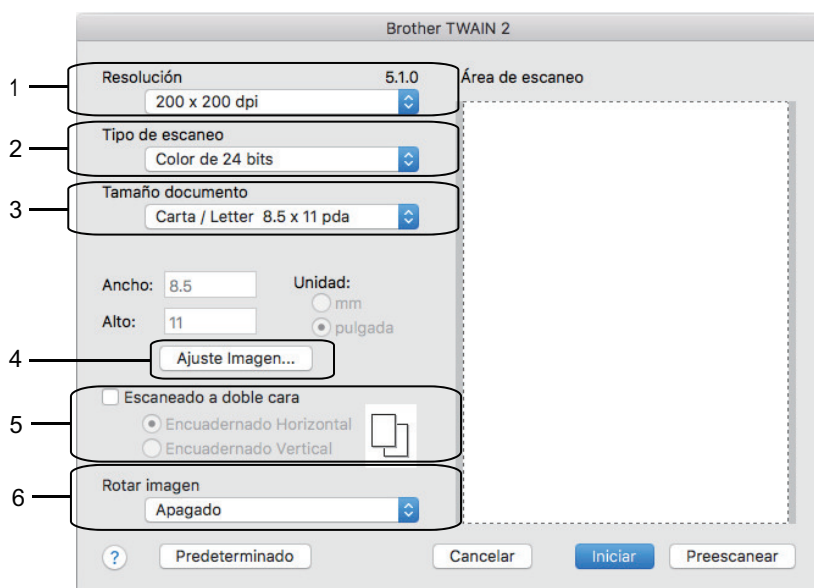 Brother TWAIN 2
1
Resolución 5.1.0
200 x 200 dpi
2
Tipo de escaneo
Color de 24 bits
3
Tamaño documento
Carta / Letter 8.5 x 11 pda
Ancho: 8.5
Alto: 11
Unidad:
mm
pulgada
4
Ajuste Imagen...
5
Escaneado a doble cara
Encuadernado Horizontal
Encuadernado Vertical
6
Rotar imagen
Apagado
Área de escaneo
?
Predeterminado
Cancelar
Iniciar
Preescanear